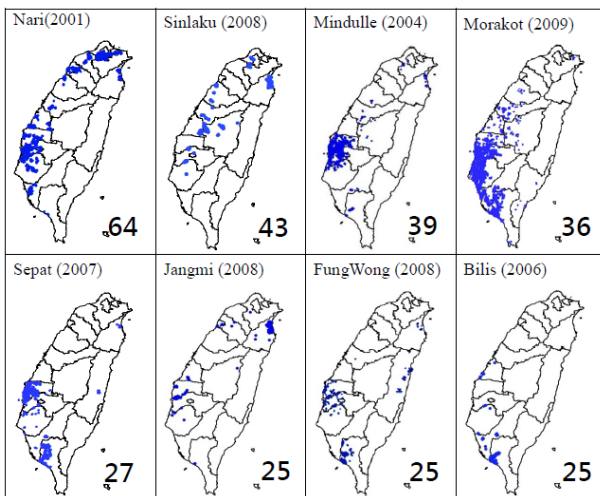 Nari(2001)
Sinlaku (2008)
Mindulle (2004)
Morakot (2009)
64
43
39
36
Sepat (2007)
Jangmi (2008)
FungWong (2008)
Bilis (2006)
27
25
25
25